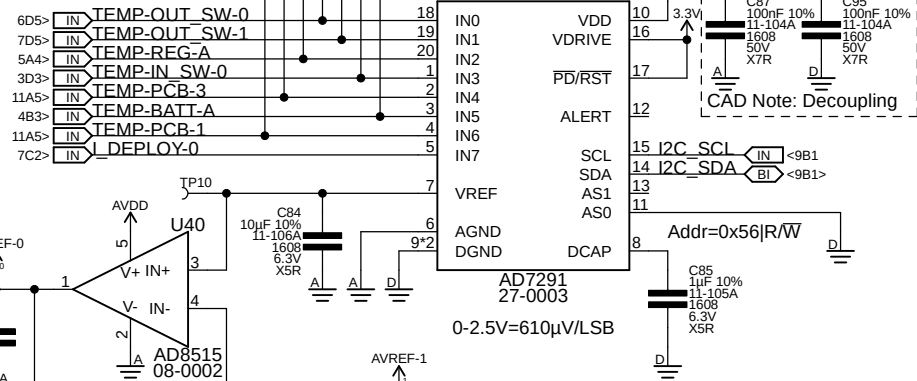 6D5> IN TEMP-OUT_SW-0 18 IN0 VDD 10
7D5> IN TEMP-OUT_SW-1 19 IN1 VDRIVE 16
5A4> IN TEMP-REG-A 20 IN2
3D3> IN TEMP-IN_SW-0 1 IN3 PD/RST 17
11A5> IN TEMP-PCB-3 2 IN4
4B3> IN TEMP-BATT-A 3 IN5 ALERT 12
11A5> IN TEMP-PCB-1 4 IN6
7C2> IN I_DEPLOY-0 5 IN7 SCL 15 I2C_SCL IN <9B1
SDA 14 I2C_SDA BI <9B1>
TP10 7 VREF AS1 13
AS0 11
6 AGND
9*2 DGND DCAP 8
3.3V
C87
100nF 10%
11-104A
1608
50V
X7R
A
C95
100nF 10%
11-104A
1608
50V
X7R
D
CAD Note: Decoupling
Addr=0x56|R/W
D
AD7291
27-0003
0-2.5V=610µV/LSB
C84
10µF 10%
11-106A
1608
6.3V
X5R
A
A
D
C85
1µF 10%
11-105A
1608
6.3V
X5R
D
AVDD
U40
5
V+ IN+ 3
1
V- IN- 4
2
A
AD8515
08-0002
EF-0
A
AVREF-1